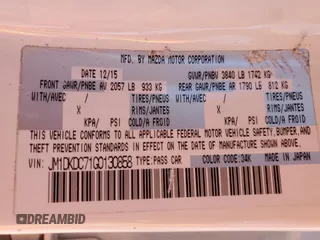 MFD. BY MAZDA MOTOR CORPORATION
DATE 12/15 GVWR/PNBV 3840 LB 1742 KG
FRONT GAWR/PNBE AV 2057 LB 933 KG REAR GAWR/PNBE AR 1790 LB 812 KG
WITH/AVEC / TIRES/PNEUS WITH/AVEC / TIRES/PNEUS
X RIMS/JANTES X RIMS/JANTES
KPA/ PSI COLD/A FROID KPA/ PSI COLD/A FROID
THIS VEHICLE CONFORMS TO ALL APPLICABLE FEDERAL MOTOR VEHICLE SAFETY, BUMPER, AND
THEFT PREVENTION STANDARDS IN EFFECT ON THE DATE OF MANUFACTURE SHOWN ABOVE.
VIN: JM1DKDC71G0130858 TYPE: PASS CAR COLOR CODE: 34K MADE IN JAPAN
DREAMBID